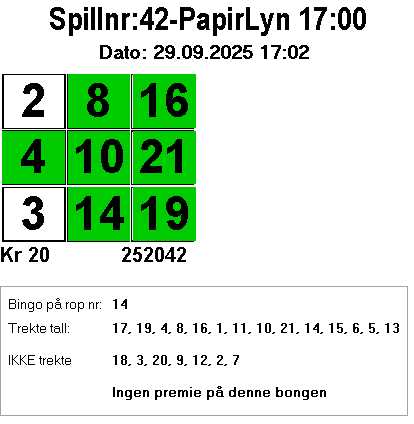 Spillnr:42-PapirLyn 17:00
Dato: 29.09.2025 17:02
2 8 16
4 10 21
3 14 19
Kr 20 252042
Bingo på rop nr: 14
Trekte tall: 17, 19, 4, 8, 16, 1, 11, 10, 21, 14, 15, 6, 5, 13
IKKE trekte 18, 3, 20, 9, 12, 2, 7
Ingen premie på denne bongen